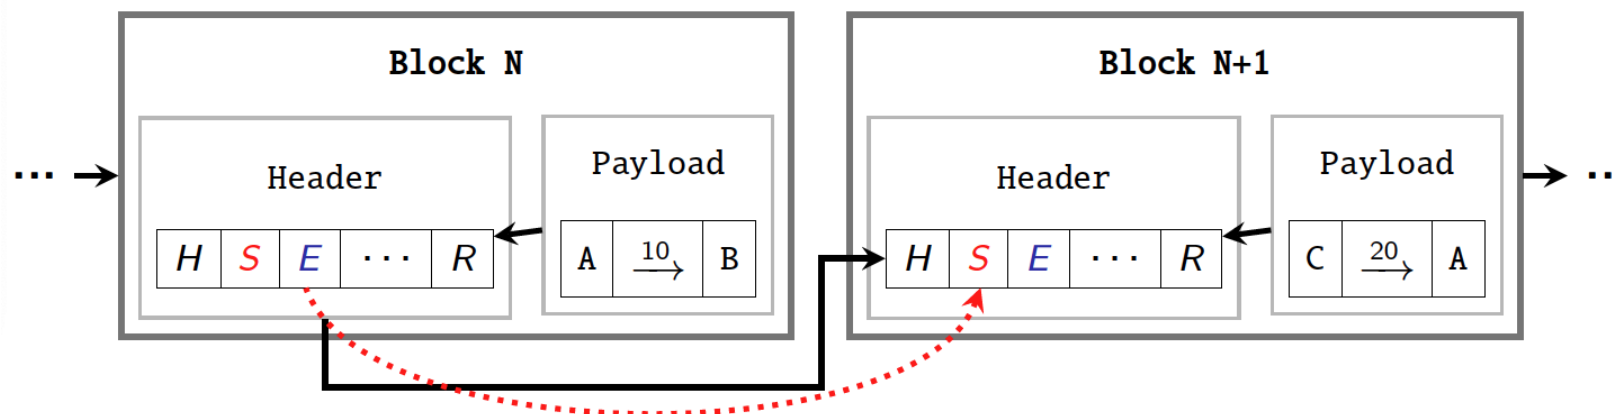 Block N
Header
Payload
H S E ··· R
A 10 B
Block N+1
Header
Payload
H S E ··· R
C 20 A